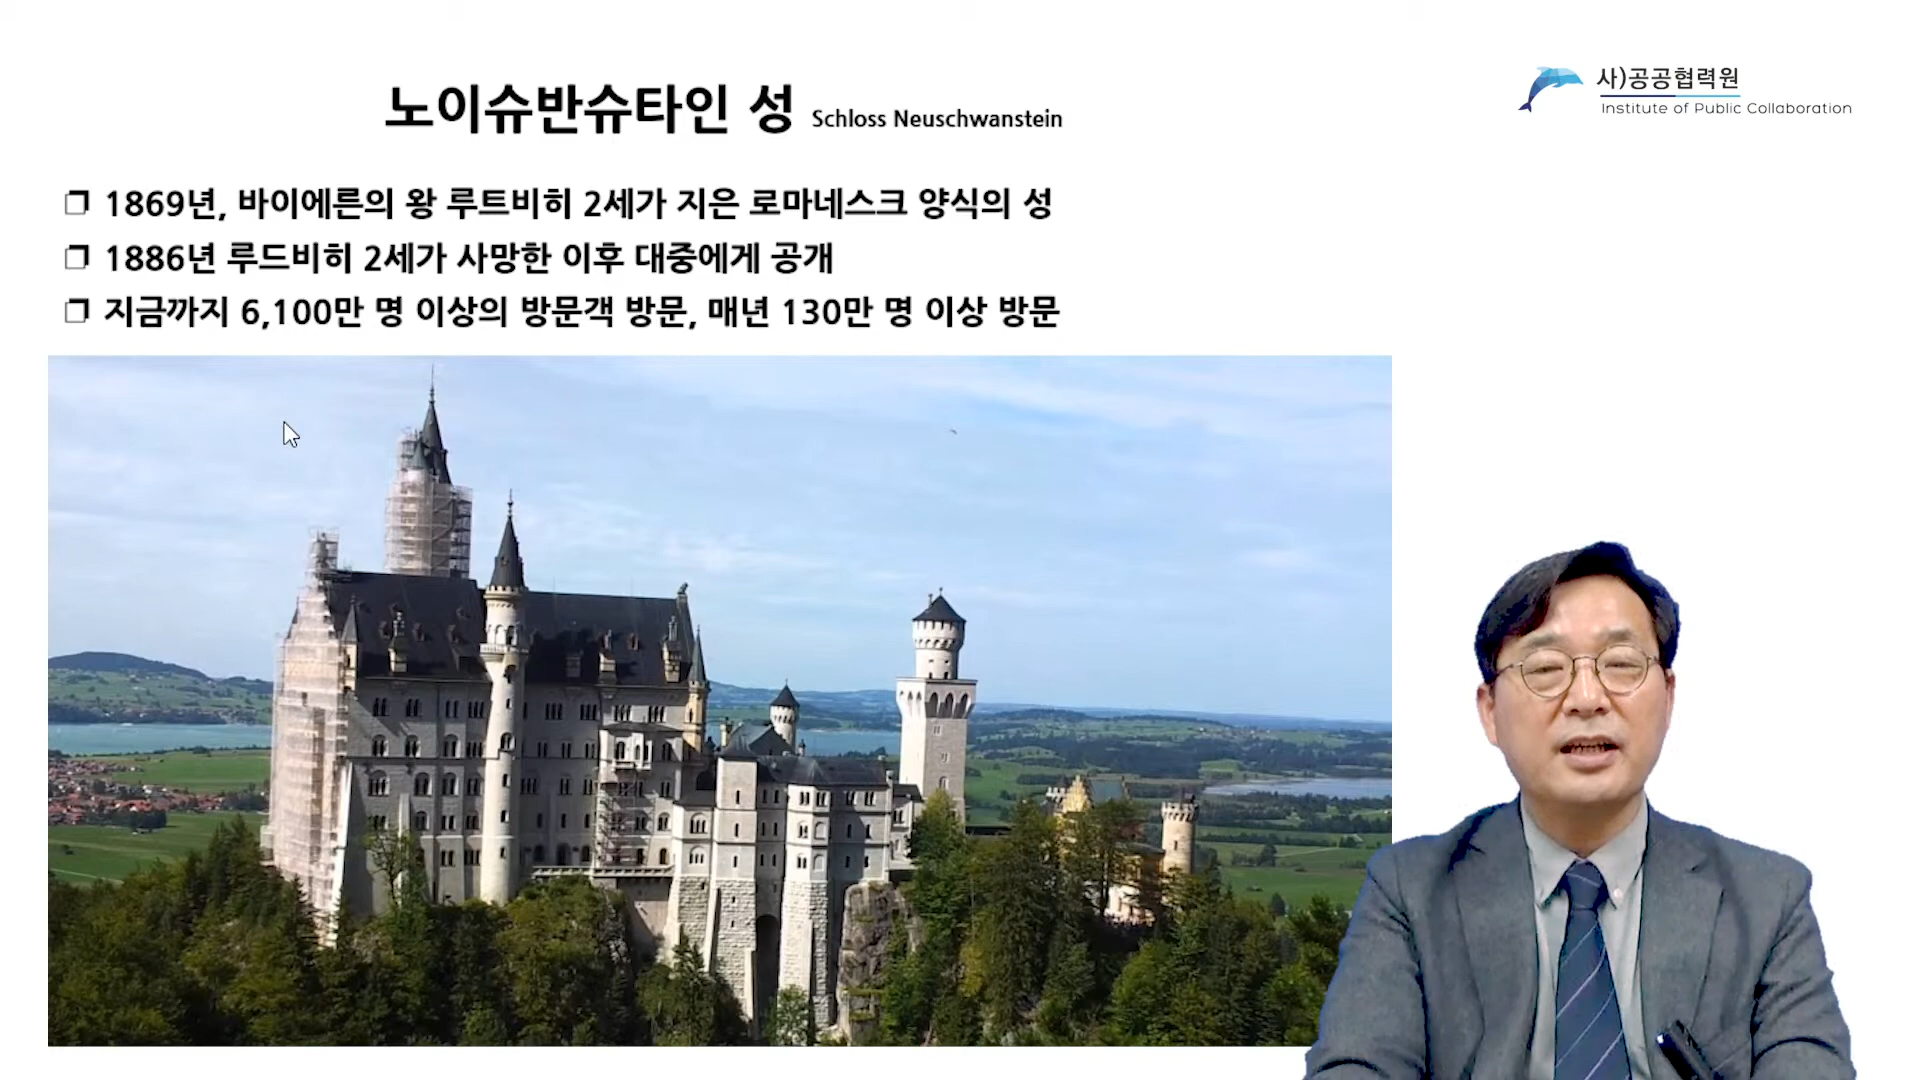 노이슈반슈타인 성 Schloss Neuschwanstein
사)공공협력원
Institute of Public Collaboration
1869년, 바이에른의 왕 루트비히 2세가 지은 로마네스크 양식의 성
1886년 루드비히 2세가 사망한 이후 대중에게 공개
지금까지 6,100만 명 이상의 방문객 방문, 매년 130만 명 이상 방문